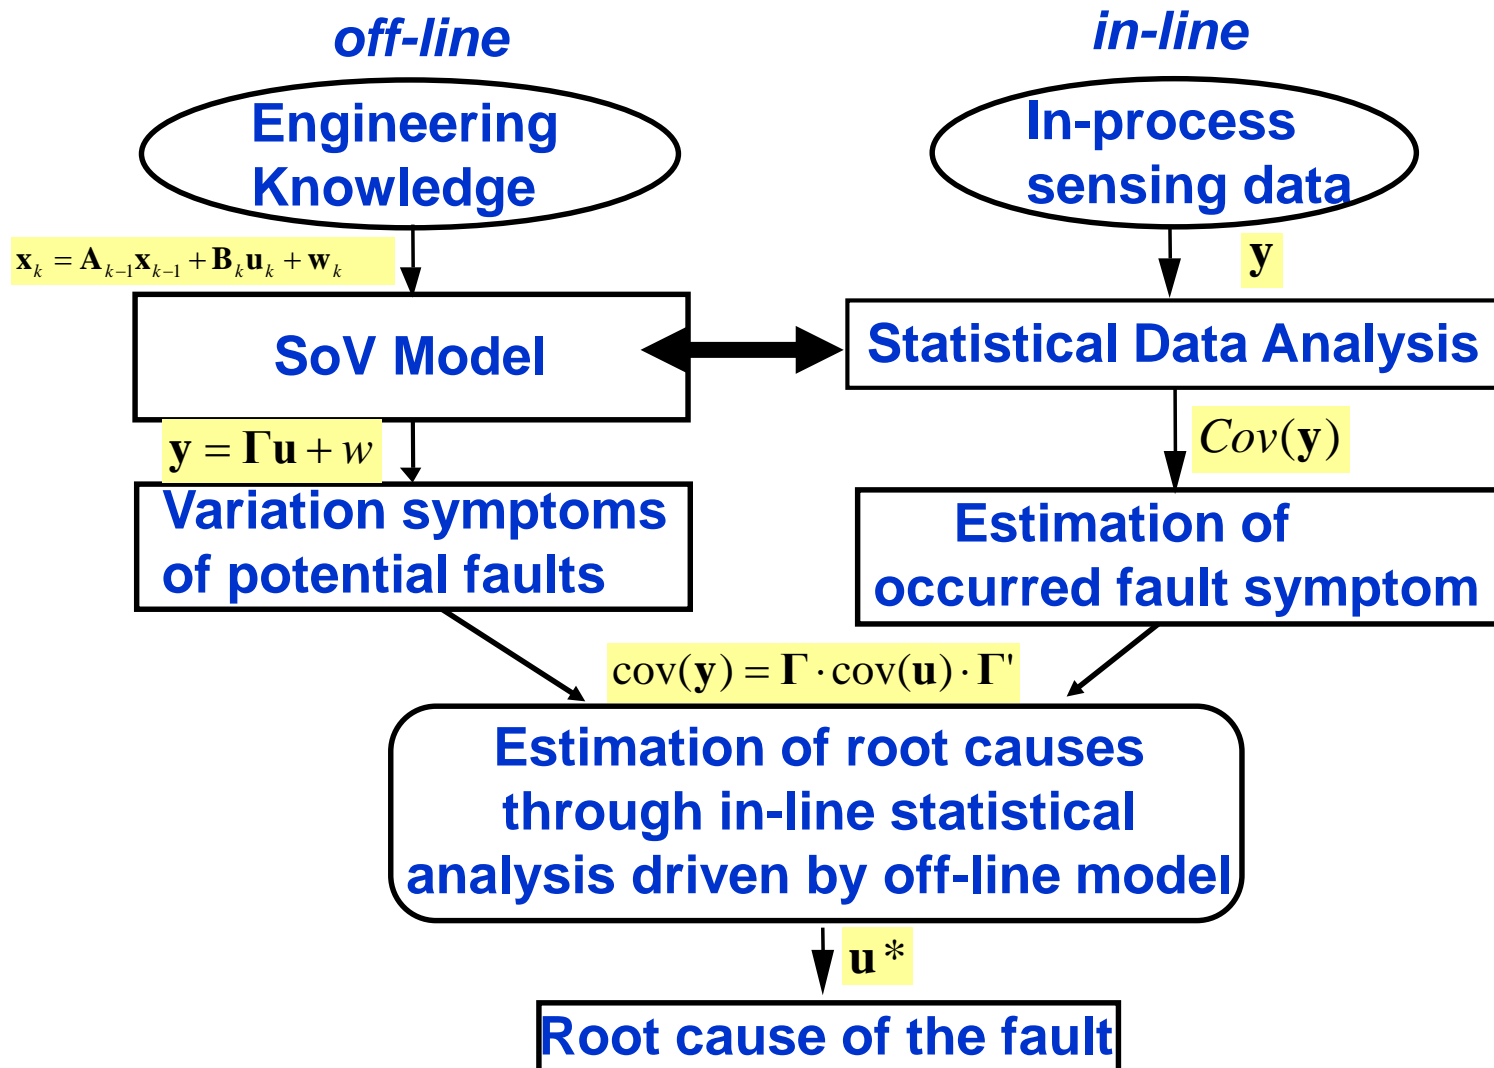 off-line
in-line
Engineering
Knowledge
In-process
sensing data
𝐱ₖ = 𝐀ₖ₋₁𝐱ₖ₋₁ + 𝐁ₖ𝐮ₖ + 𝐰ₖ
𝐲
SoV Model
Statistical Data Analysis
𝐲 = 𝚪𝐮 + w
Cov(𝐲)
Variation symptoms
of potential faults
Estimation of
occurred fault symptom
cov(𝐲) = 𝚪 · cov(𝐮) · 𝚪'
Estimation of root causes
through in-line statistical
analysis driven by off-line model
𝐮*
Root cause of the fault